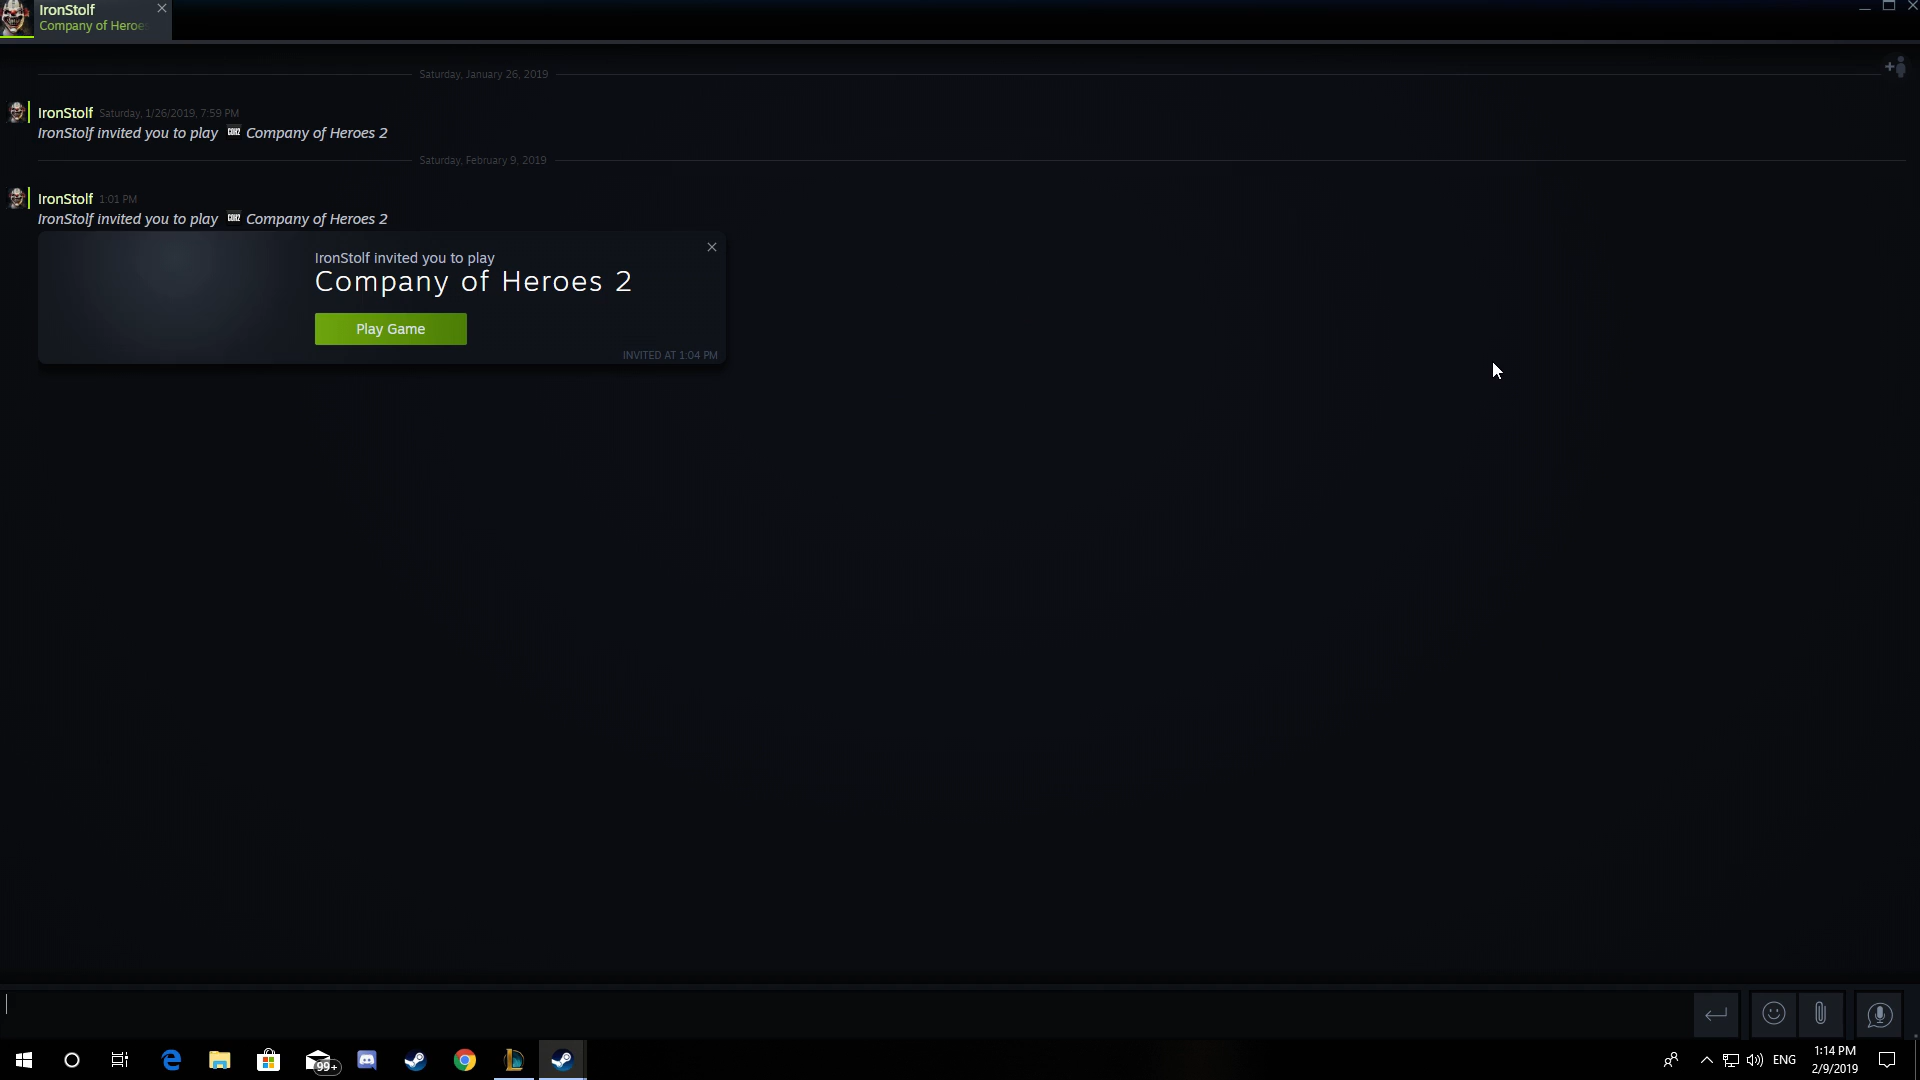 IronStolf
Company of Heroe
Saturday, January 26, 2019
IronStolf Saturday, 1/26/2019, 7:59 PM
IronStolf invited you to play COH2 Company of Heroes 2
Saturday, February 9, 2019
IronStolf 1:01 PM
IronStolf invited you to play COH2 Company of Heroes 2
IronStolf invited you to play
Company of Heroes 2
Play Game
INVITED AT 1:04 PM
99+
ENG
1:14 PM
2/9/2019